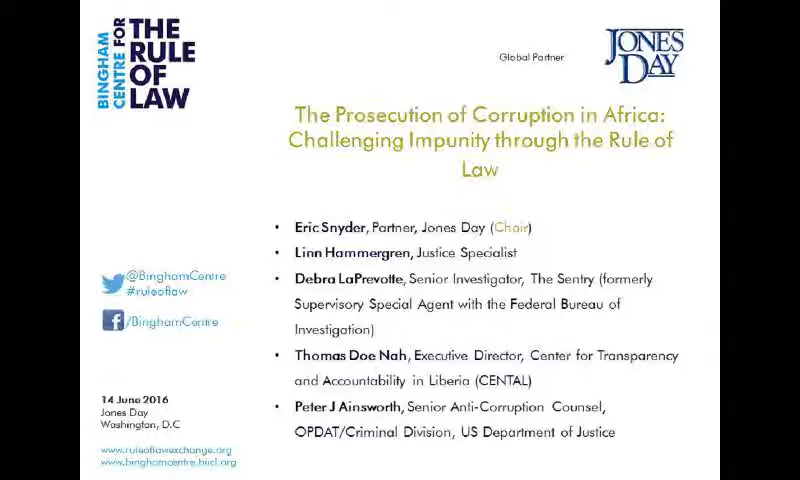 BINGHAM
CENTRE FOR
THE
RULE
OF
LAW
Global Partner
JONES
DAY
The Prosecution of Corruption in Africa:
Challenging Impunity through the Rule of
Law
• Eric Snyder, Partner, Jones Day (Chair)
• Linn Hammergren, Justice Specialist
• Debra LaPrevotte, Senior Investigator, The Sentry (formerly
Supervisory Special Agent with the Federal Bureau of
Investigation)
• Thomas Doe Nah, Executive Director, Center for Transparency
and Accountability in Liberia (CENTAL)
• Peter J Ainsworth, Senior Anti-Corruption Counsel,
OPDAT/Criminal Division, US Department of Justice
@BinghamCentre
#ruleoflaw
/BinghamCentre
14 June 2016
Jones Day
Washington, D.C
www.ruleoflawexchange.org
www.binghamcentre.biicl.org